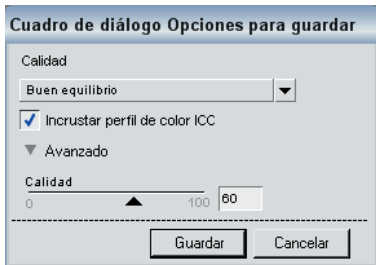 Cuadro de diálogo Opciones para guardar
Calidad
Buen equilibrio
Incrustar perfil de color ICC
Avanzado
Calidad
0 100 60
Guardar Cancelar